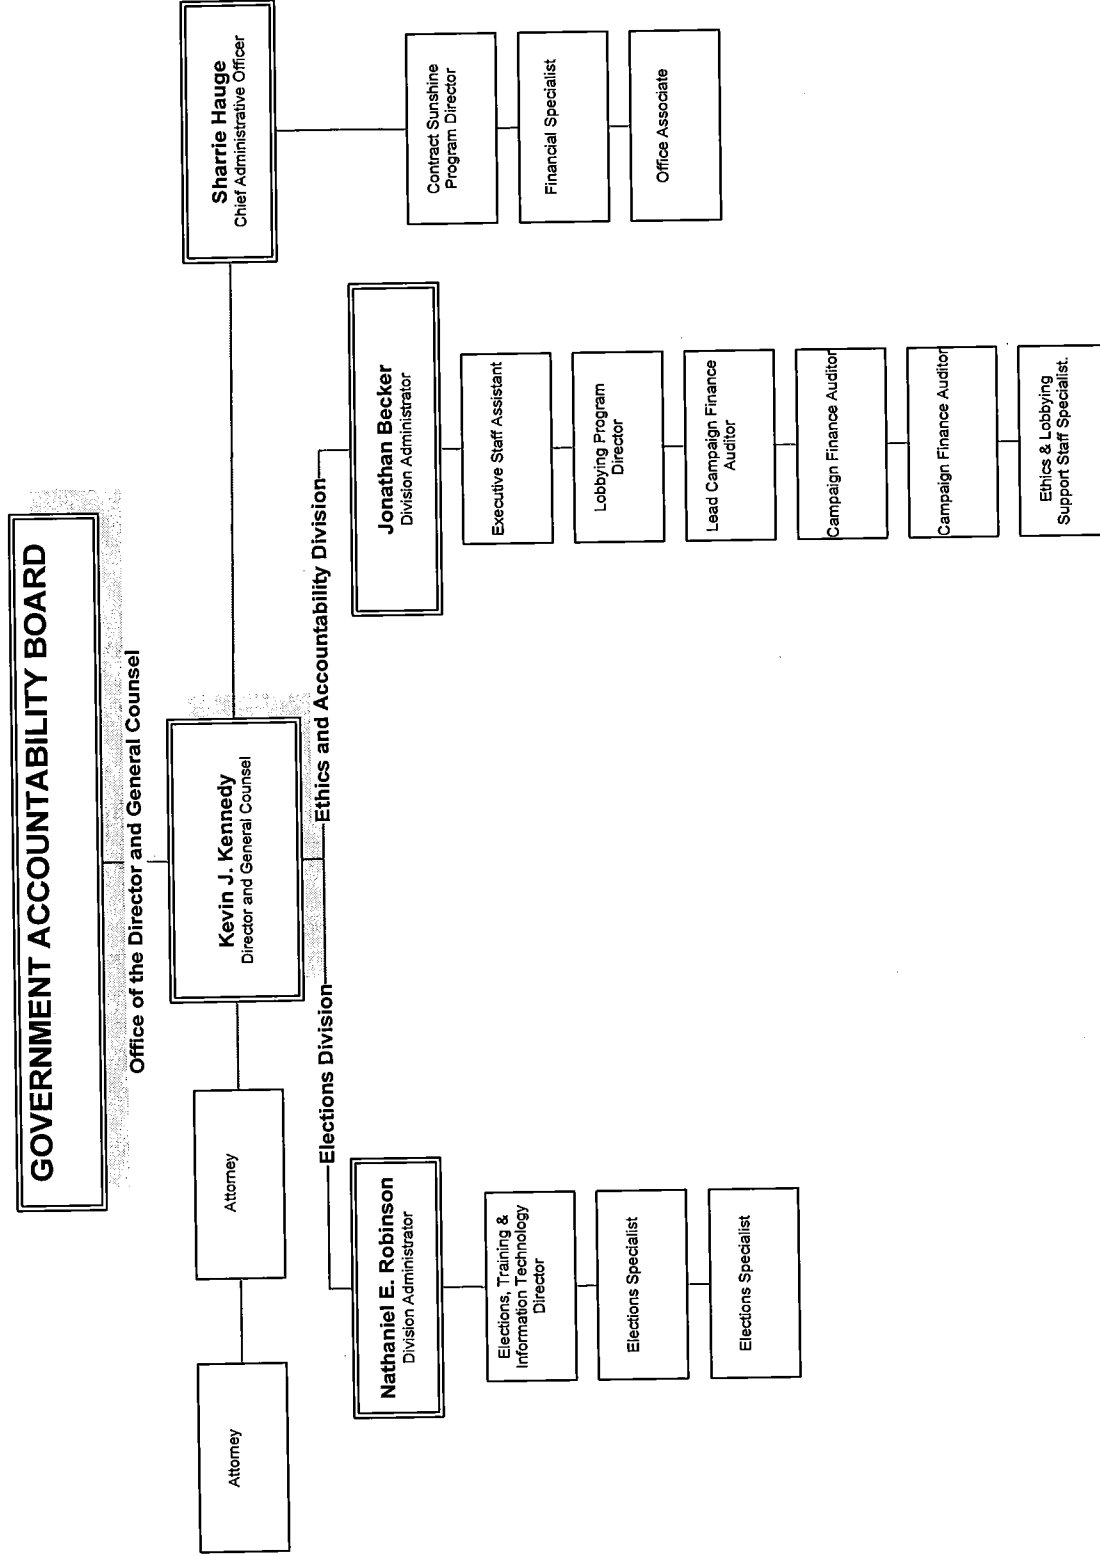 GOVERNMENT ACCOUNTABILITY BOARD
Office of the Director and General Counsel
Attorney
Attorney
Kevin J. Kennedy
Director and General Counsel
Sharrie Hauge
Chief Administrative Officer
Contract Sunshine
Program Director
Financial Specialist
Office Associate
Elections Division
Ethics and Accountability Division
Nathaniel E. Robinson
Division Administrator
Elections, Training &
Information Technology
Director
Elections Specialist
Elections Specialist
Jonathan Becker
Division Administrator
Executive Staff Assistant
Lobbying Program
Director
Lead Campaign Finance
Auditor
Campaign Finance Auditor
Campaign Finance Auditor
Ethics & Lobbying
Support Staff Specialist.